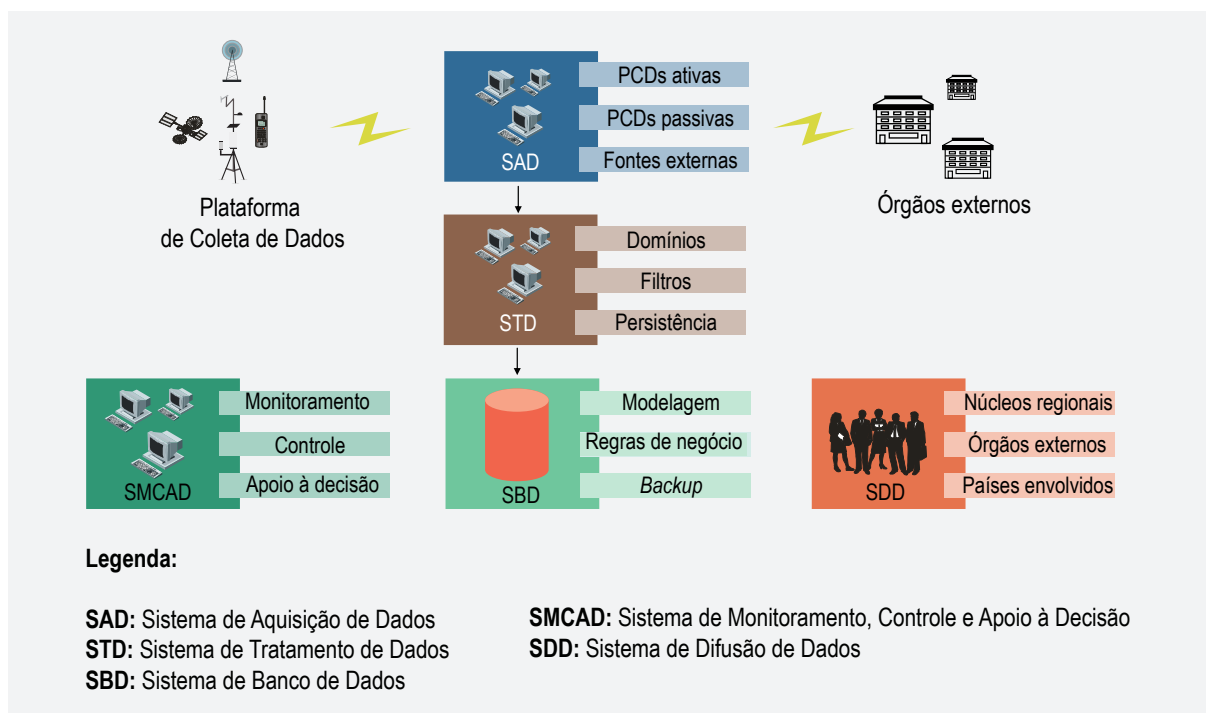 PCDs ativas
PCDs passivas
Fontes externas
SAD
Plataforma
de Coleta de Dados
Órgãos externos
Domínios
Filtros
Persistência
STD
Monitoramento
Controle
Apoio à decisão
SMCAD
Modelagem
Regras de negócio
Backup
SBD
Núcleos regionais
Órgãos externos
Países envolvidos
SDD
Legenda:
SAD: Sistema de Aquisição de Dados
STD: Sistema de Tratamento de Dados
SBD: Sistema de Banco de Dados
SMCAD: Sistema de Monitoramento, Controle e Apoio à Decisão
SDD: Sistema de Difusão de Dados